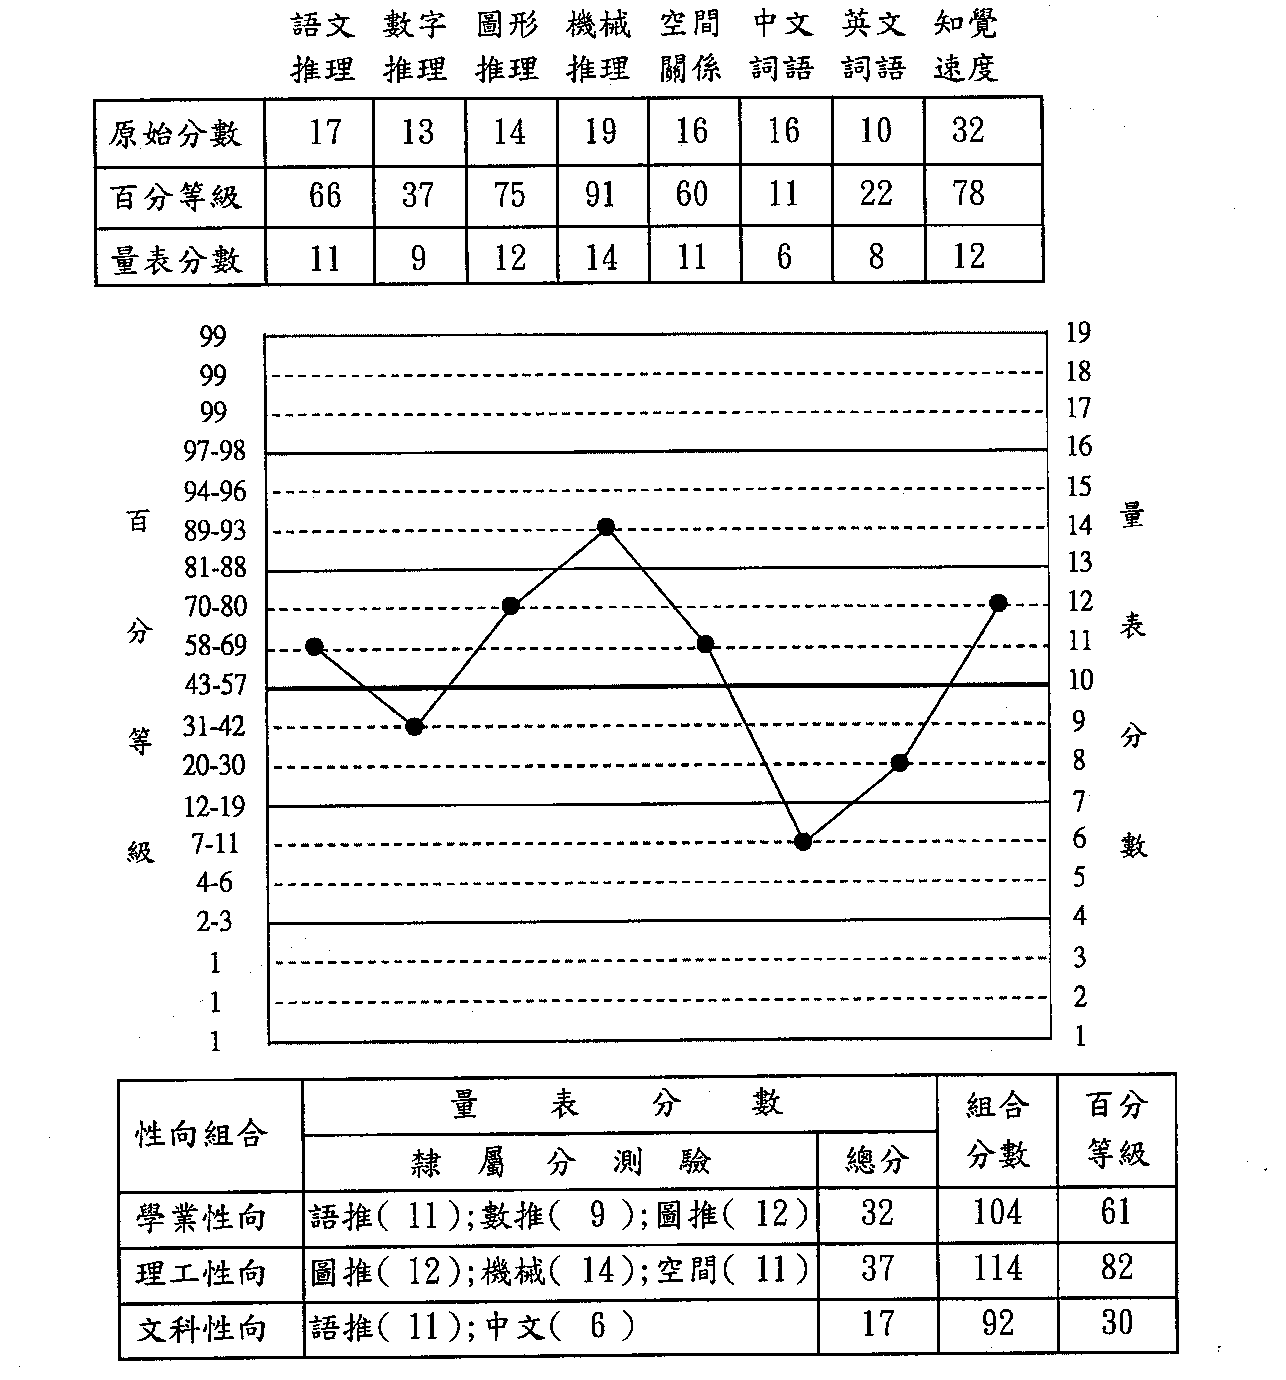 語文 數字 圖形 機械 空間 中文 英文 知覺
推理 推理 推理 推理 關係 詞語 詞語 速度
原始分數 17 13 14 19 16 16 10 32
百分等級 66 37 75 91 60 11 22 78
量表分數 11 9 12 14 11 6 8 12
99 19
99 18
99 17
97-98 16
94-96 15
百 89-93 14 量
81-88 13
70-80 12
分 58-69 11 表
43-57 10
等 31-42 9 分
20-30 8
12-19 7
級 7-11 6 數
4-6 5
2-3 4
1 3
1 2
1 1
性向組合 量表分數 組合分數 百分等級
隸屬分測驗 總分
學業性向 語推( 11 );數推( 9 );圖推( 12 ) 32 104 61
理工性向 圖推( 12 );機械( 14 );空間( 11 ) 37 114 82
文科性向 語推( 11 );中文( 6 ) 17 92 30